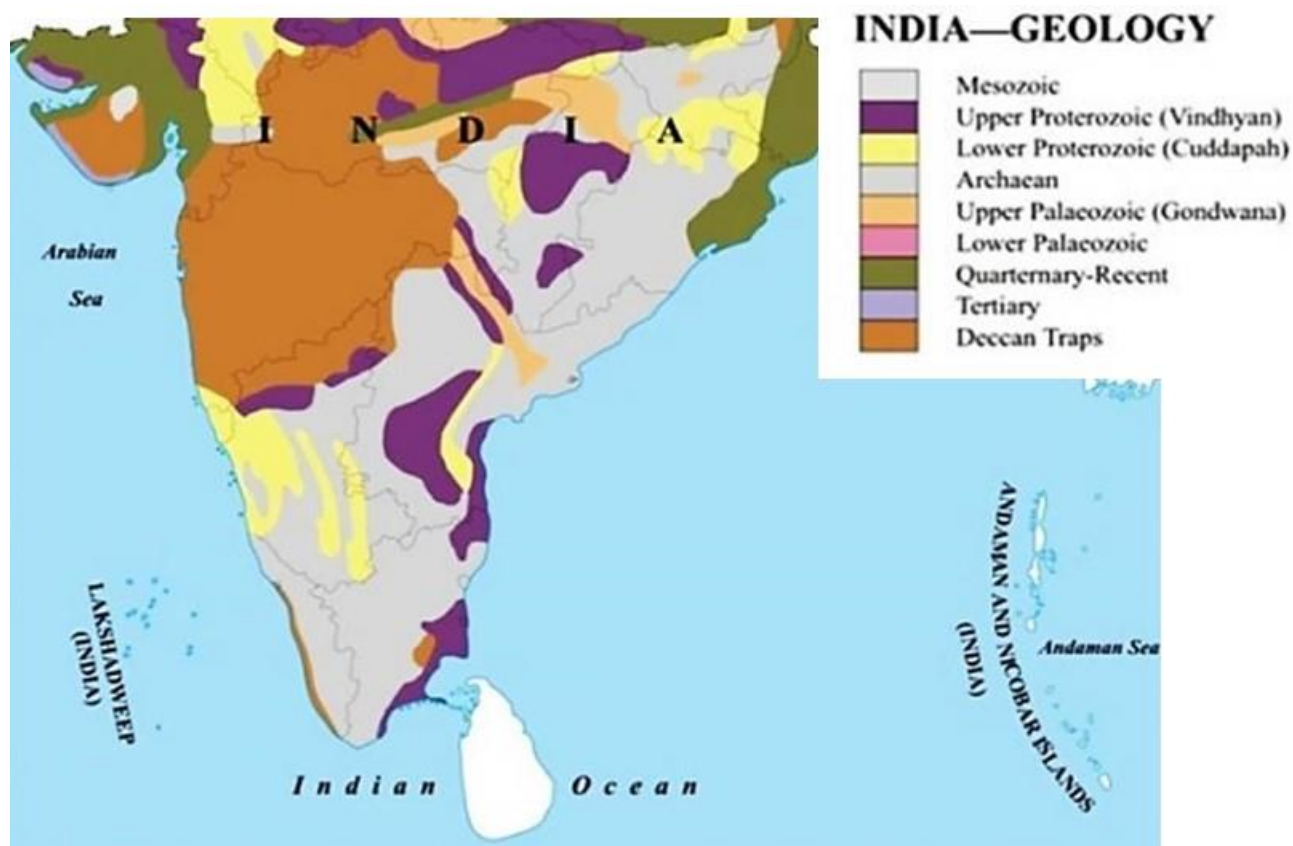 INDIA—GEOLOGY
Mesozoic
Upper Proterozoic (Vindhyan)
Lower Proterozoic (Cuddapah)
Archaean
Upper Palaeozoic (Gondwana)
Lower Palaeozoic
Quarternary-Recent
Tertiary
Deccan Traps
I N D I A
Arabian
Sea
LAKSHADWEEP
(INDIA)
ANDAMAN AND NICOBAR ISLANDS
(INDIA)
Andaman Sea
Indian Ocean